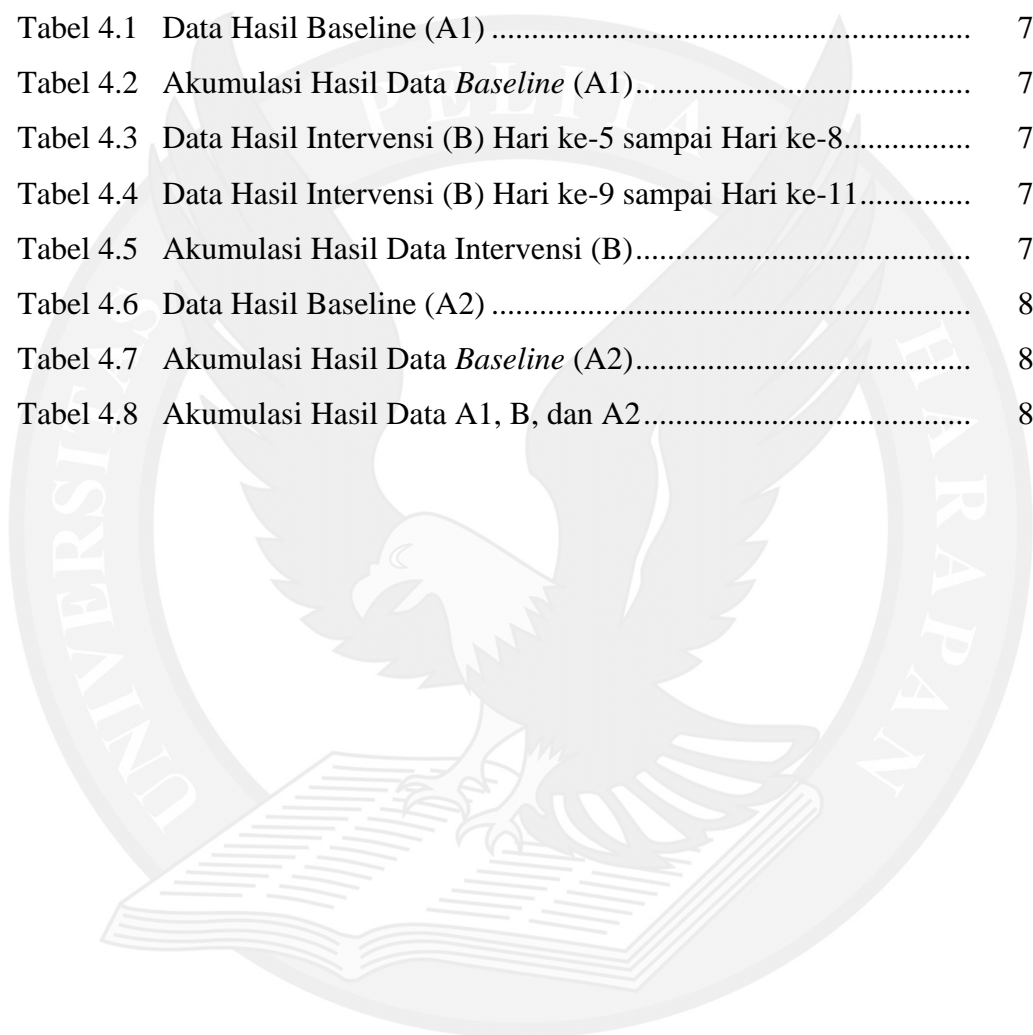 Tabel 4.1 Data Hasil Baseline (A1) ...................................................................... 7
Tabel 4.2 Akumulasi Hasil Data Baseline (A1) ................................................. 7
Tabel 4.3 Data Hasil Intervensi (B) Hari ke-5 sampai Hari ke-8 .................. 7
Tabel 4.4 Data Hasil Intervensi (B) Hari ke-9 sampai Hari ke-11 ................ 7
Tabel 4.5 Akumulasi Hasil Data Intervensi (B) ................................................. 7
Tabel 4.6 Data Hasil Baseline (A2) ...................................................................... 8
Tabel 4.7 Akumulasi Hasil Data Baseline (A2) ................................................. 8
Tabel 4.8 Akumulasi Hasil Data A1, B, dan A2 ................................................ 8
UNIVERSITAS PELITA HARAPAN